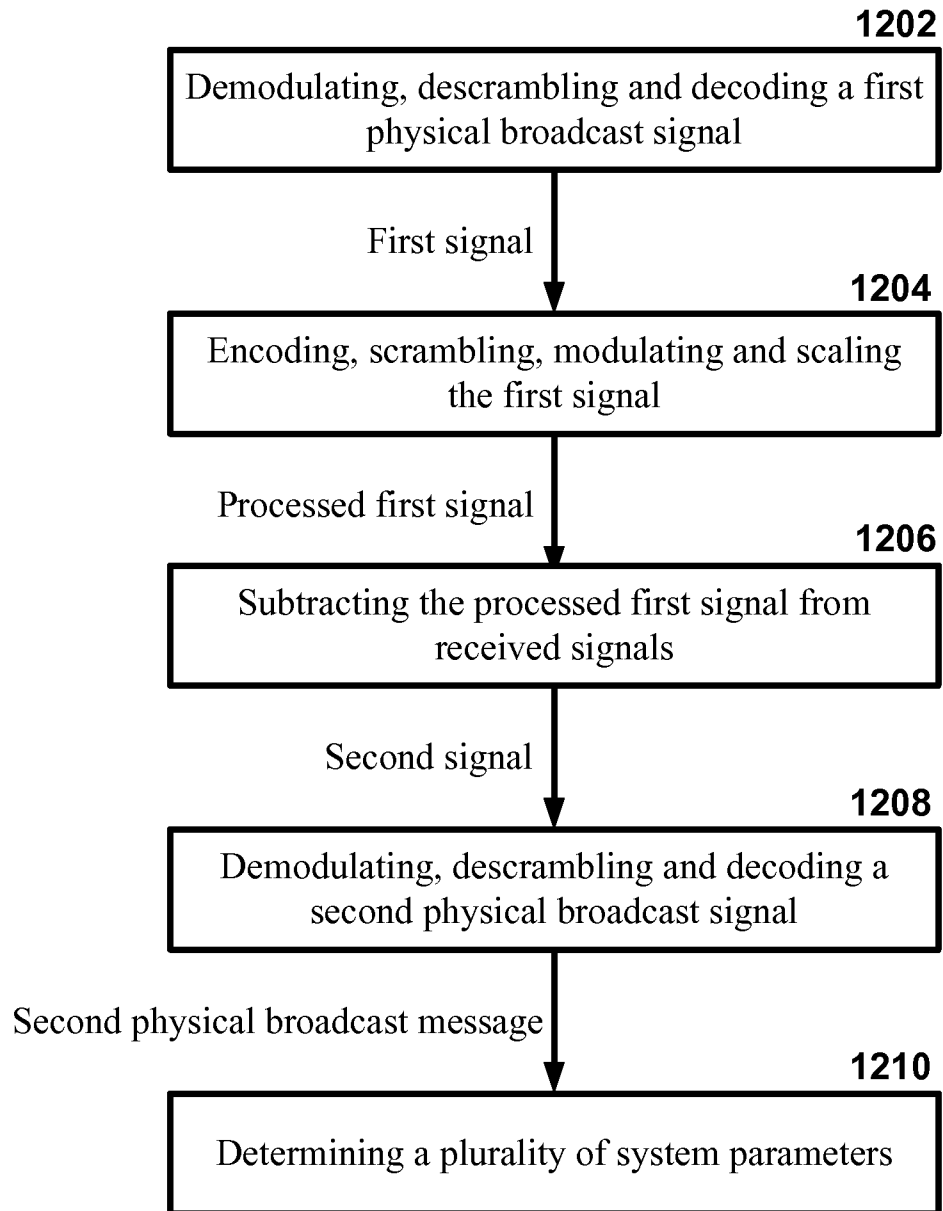 1202
Demodulating, descrambling and decoding a first
physical broadcast signal
First signal
1204
Encoding, scrambling, modulating and scaling
the first signal
Processed first signal
1206
Subtracting the processed first signal from
received signals
Second signal
1208
Demodulating, descrambling and decoding a
second physical broadcast signal
Second physical broadcast message
1210
Determining a plurality of system parameters